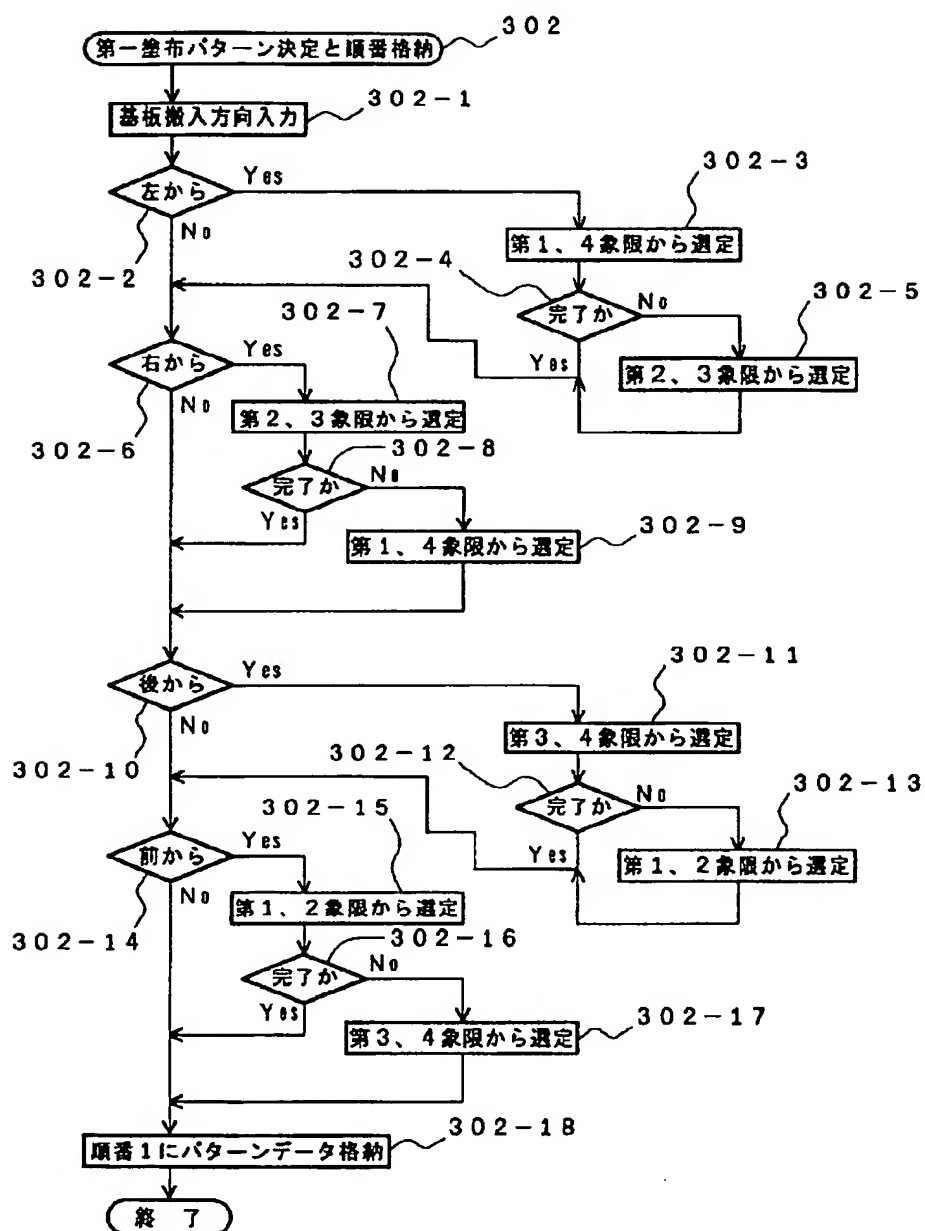 302
第一塗布パターン決定と順番格納
302-1
基板搬入方向入力
左から
Yes
No
302-2
302-3
第1、4象限から選定
302-4
完了か
No
Yes
302-5
第2、3象限から選定
右から
Yes
No
302-6
302-7
第2、3象限から選定
302-8
完了か
No
Yes
302-9
第1、4象限から選定
後から
Yes
No
302-10
302-11
第3、4象限から選定
302-12
完了か
No
Yes
302-13
第1、2象限から選定
前から
Yes
No
302-14
302-15
第1、2象限から選定
302-16
完了か
No
Yes
302-17
第3、4象限から選定
302-18
順番1にパターンデータ格納
終 了